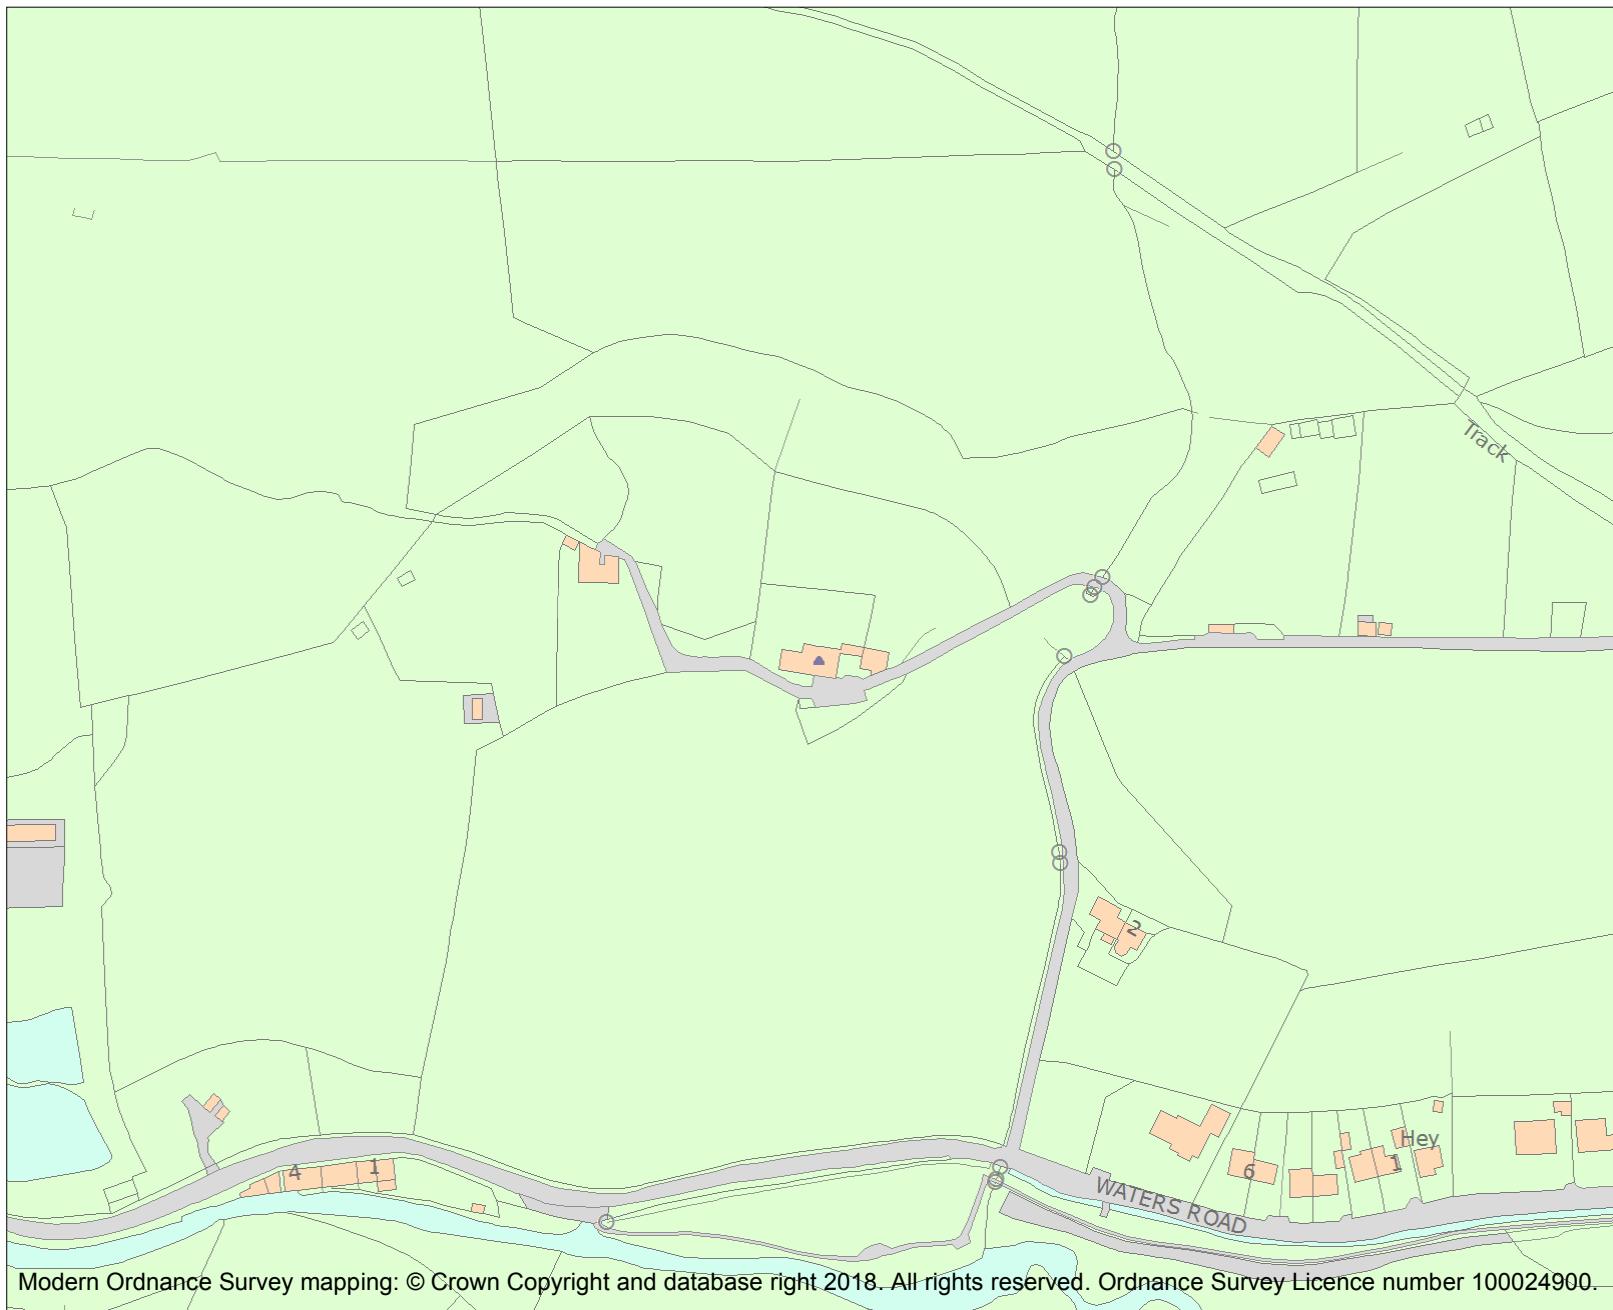 Track
2
Hey
4
1
6
1
WATERS ROAD
Modern Ordnance Survey mapping: © Crown Copyright and database right 2018. All rights reserved. Ordnance Survey Licence number 100024900.